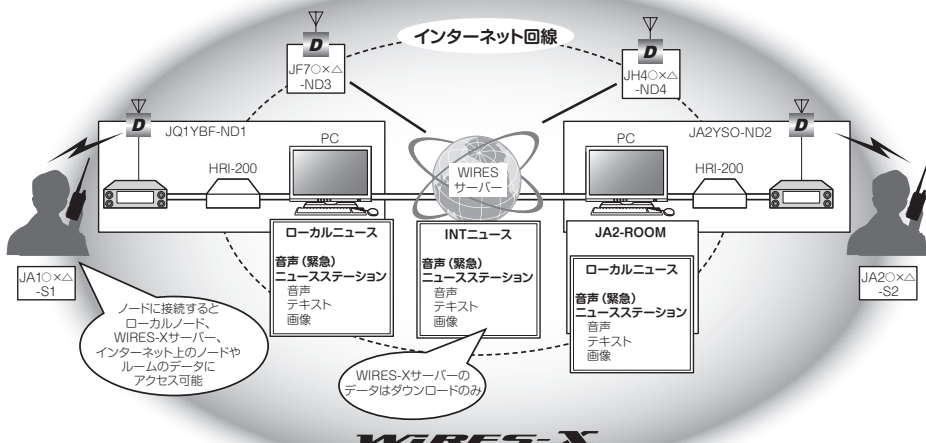 インターネット回線
D
JF7○×△
-ND3
D
JH4○×△
-ND4
D
JQ1YBF-ND1
PC
HRI-200
WIRES
サーバー
JA2YSO-ND2
D
PC
HRI-200
JA1○×△
-S1
JA2○×△
-S2
ローカルニュース
音声（緊急）
ニュースステーション
音声
テキスト
画像
INTニュース
音声（緊急）
ニュースステーション
音声
テキスト
画像
JA2-ROOM
ローカルニュース
音声（緊急）
ニュースステーション
音声
テキスト
画像
ノードに接続すると
ローカルノード、
WIRES-Xサーバー、
インターネット上のノードや
ルームのデータに
アクセス可能
WIRES-Xサーバーの
データはダウンロードのみ
WIRES-X